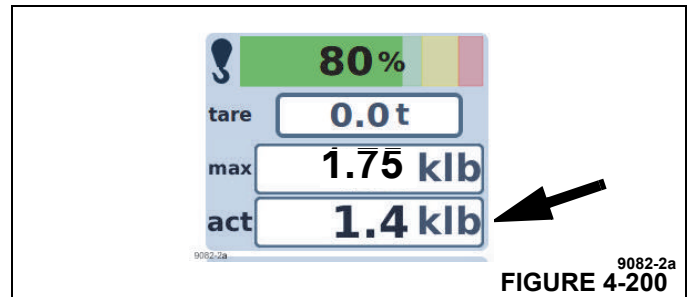 80%
tare 0.0 t
max 1.75 klb
act 1.4 klb
9082-2a
9082-2a
FIGURE 4-200